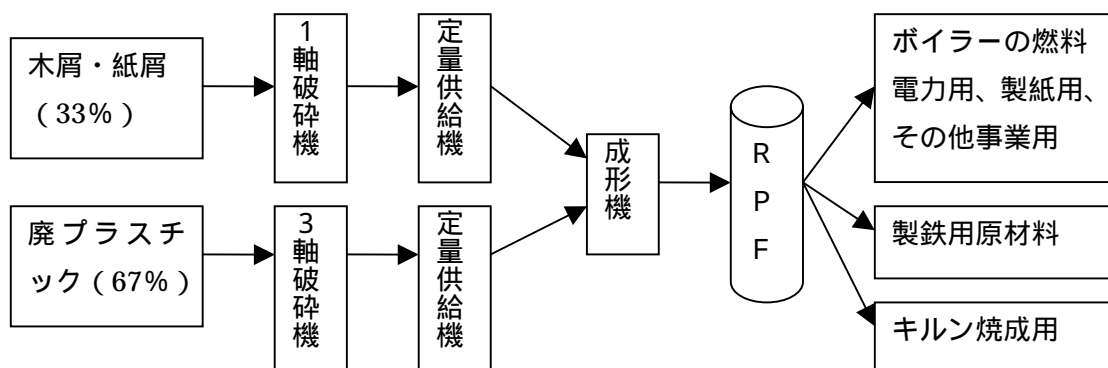 木屑・紙屑
（33%）
1軸破砕機
定量供給機
廃プラスチ
ック（67%）
3軸破砕機
定量供給機
成形機
RPF
ボイラーの燃料
電力用、製紙用、
その他事業用
製鉄用原材料
キルン焼成用